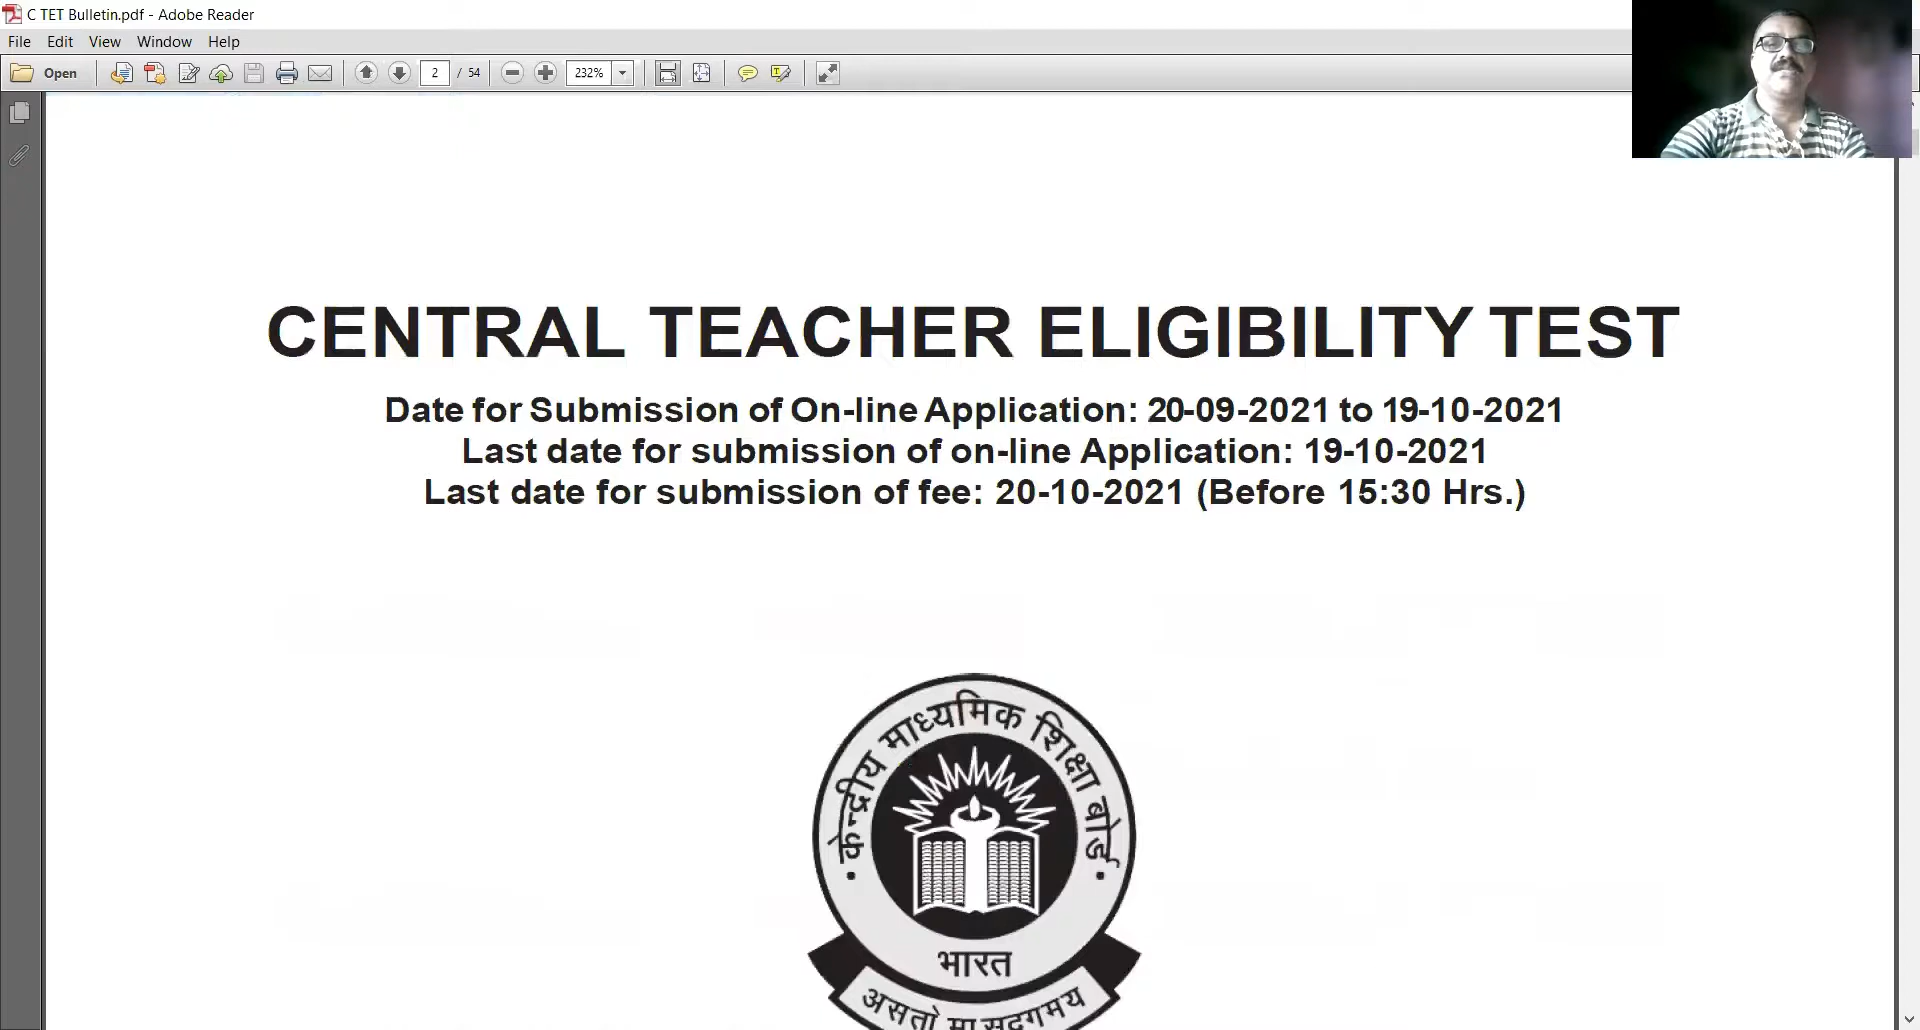 C TET Bulletin.pdf - Adobe Reader
File Edit View Window Help
Open 2 / 54 232%
CENTRAL TEACHER ELIGIBILITY TEST
Date for Submission of On-line Application: 20-09-2021 to 19-10-2021
Last date for submission of on-line Application: 19-10-2021
Last date for submission of fee: 20-10-2021 (Before 15:30 Hrs.)
केन्द्रीय माध्यमिक शिक्षा बोर्ड
भारत
असतो मा सद्गमय